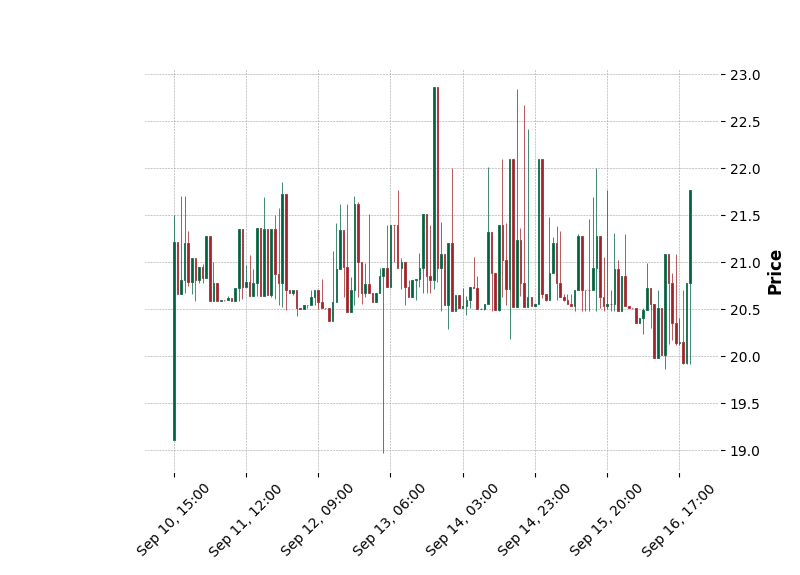 23.0
22.5
22.0
21.5
21.0
20.5
20.0
19.5
19.0
Price
Sep 10, 15:00
Sep 11, 12:00
Sep 12, 09:00
Sep 13, 06:00
Sep 14, 03:00
Sep 14, 23:00
Sep 15, 20:00
Sep 16, 17:00